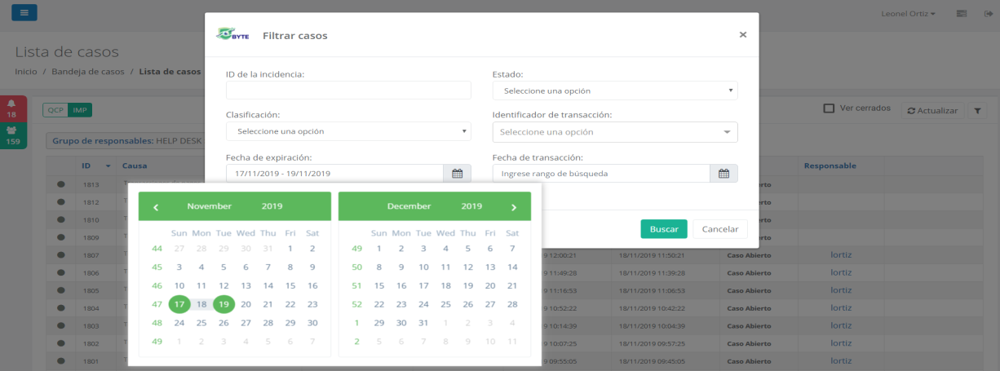 Leonel Ortiz
Lista de casos
Inicio / Bandeja de casos / Lista de casos
18
159
QCP IMP
Ver cerrados
Actualizar
Grupo de responsables: HELP DESK
ID Causa Responsable
BYTE Filtrar casos ×
ID de la incidencia: Estado:
Seleccione una opción
Clasificación: Identificador de transacción:
Seleccione una opción Seleccione una opción
Fecha de expiración: Fecha de transacción:
17/11/2019 - 19/11/2019 Ingrese rango de búsqueda
Buscar Cancelar
November 2019 December 2019
Sun Mon Tue Wed Thu Fri Sat Sun Mon Tue Wed Thu Fri Sat
44 27 28 29 30 31 1 2 49 1 2 3 4 5 6 7
45 3 4 5 6 7 8 9 50 8 9 10 11 12 13 14
46 10 11 12 13 14 15 16 51 15 16 17 18 19 20 21
47 17 18 19 20 21 22 23 52 22 23 24 25 26 27 28
48 24 25 26 27 28 29 30 1 29 30 31 1 2 3 4
49 1 2 3 4 5 6 7 2 5 6 7 8 9 10 11
1813
1812
1810
1809
1807 12:00:21 18/11/2019 11:50:21 Caso Abierto lortiz
1806 11:49:28 18/11/2019 11:39:28 Caso Abierto lortiz
1805 11:16:53 18/11/2019 11:06:53 Caso Abierto lortiz
1804 10:52:22 18/11/2019 10:42:22 Caso Abierto lortiz
1803 10:14:39 18/11/2019 10:04:39 Caso Abierto lortiz
1802 10:07:25 18/11/2019 09:57:25 Caso Abierto lortiz
1801 09:55:05 18/11/2019 09:45:05 Caso Abierto lortiz